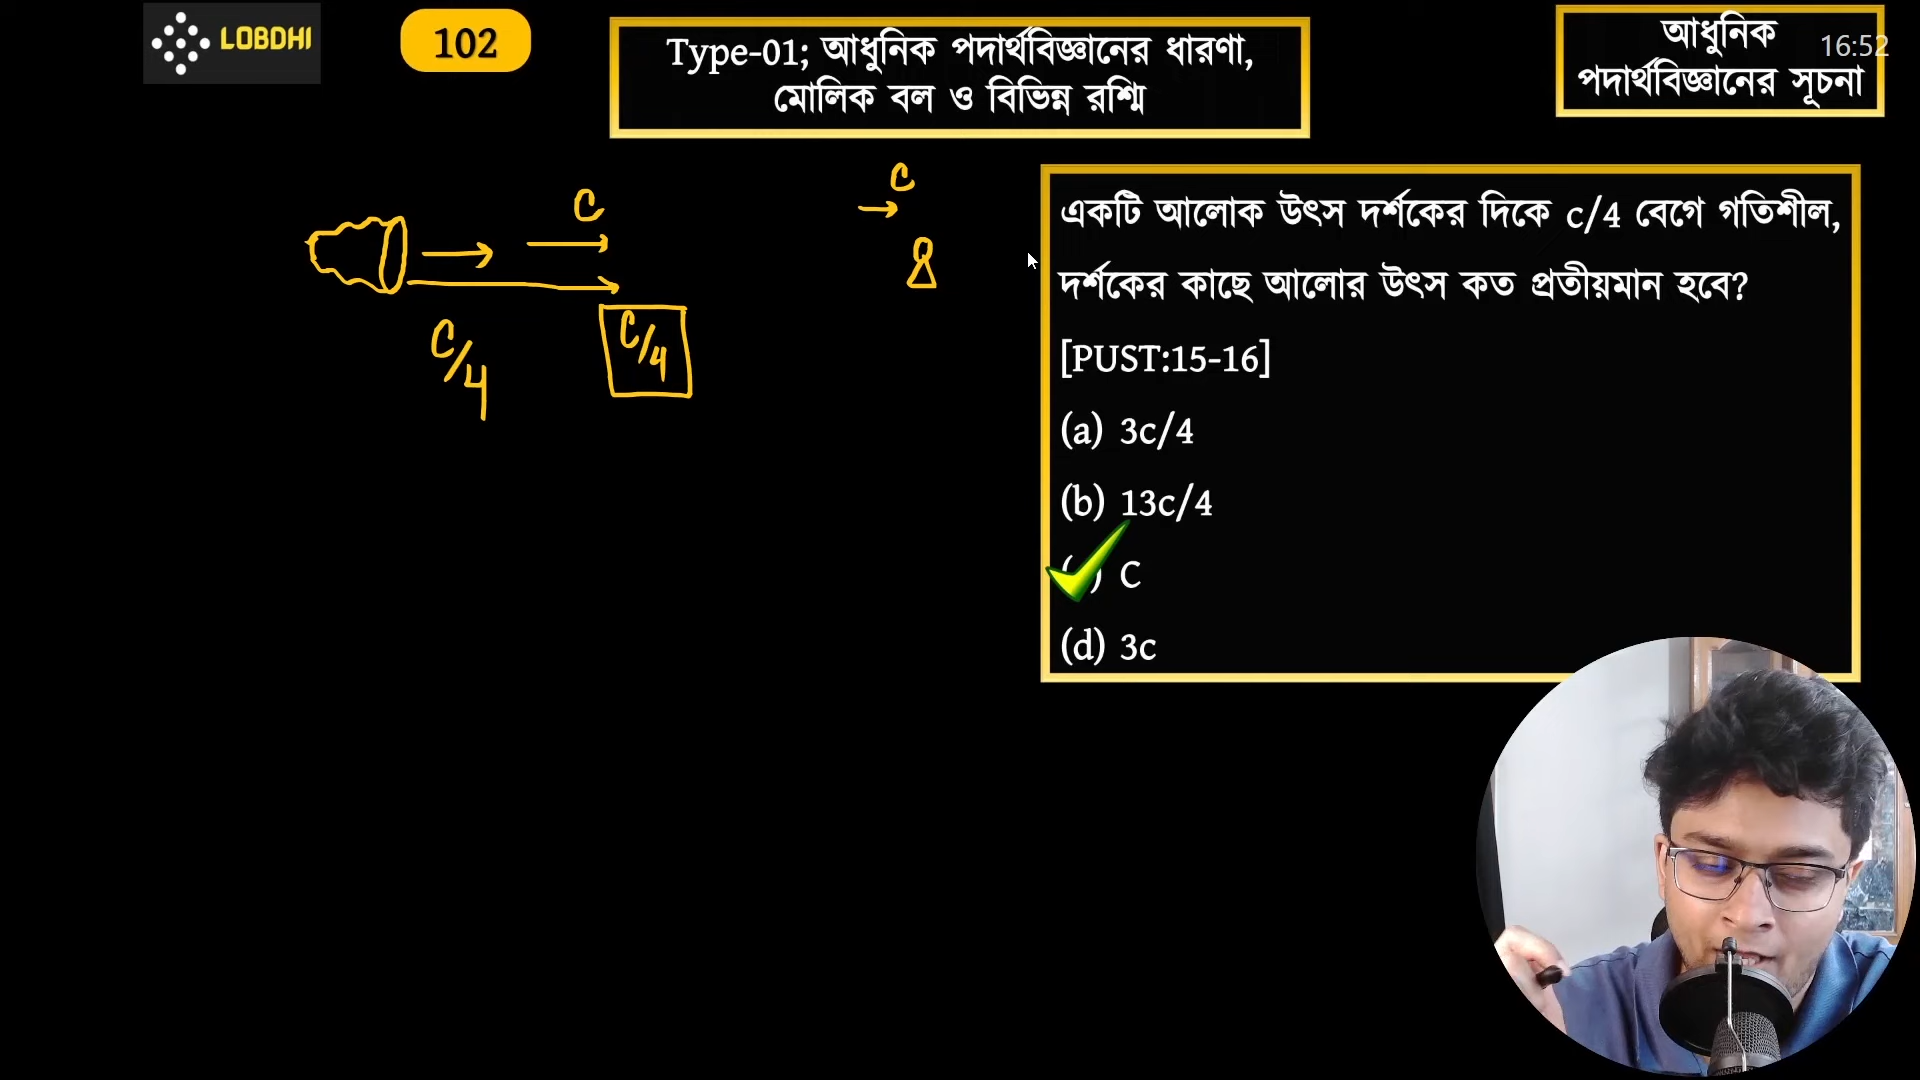 LOBDHI
102
Type-01; আধুনিক পদার্থবিজ্ঞানের ধারণা,
মোলিক বল ও বিভিন্ন রশ্মি
আধুনিক
পদার্থবিজ্ঞানের সূচনা
16:52
C
C
C/4
C/4
একটি আলোক উৎস দর্শকের দিকে c/4 বেগে গতিশীল,
দর্শকের কাছে আলোর উৎস কত প্রতীয়মান হবে?
[PUST:15-16]
(a) 3c/4
(b) 13c/4
C
(d) 3c